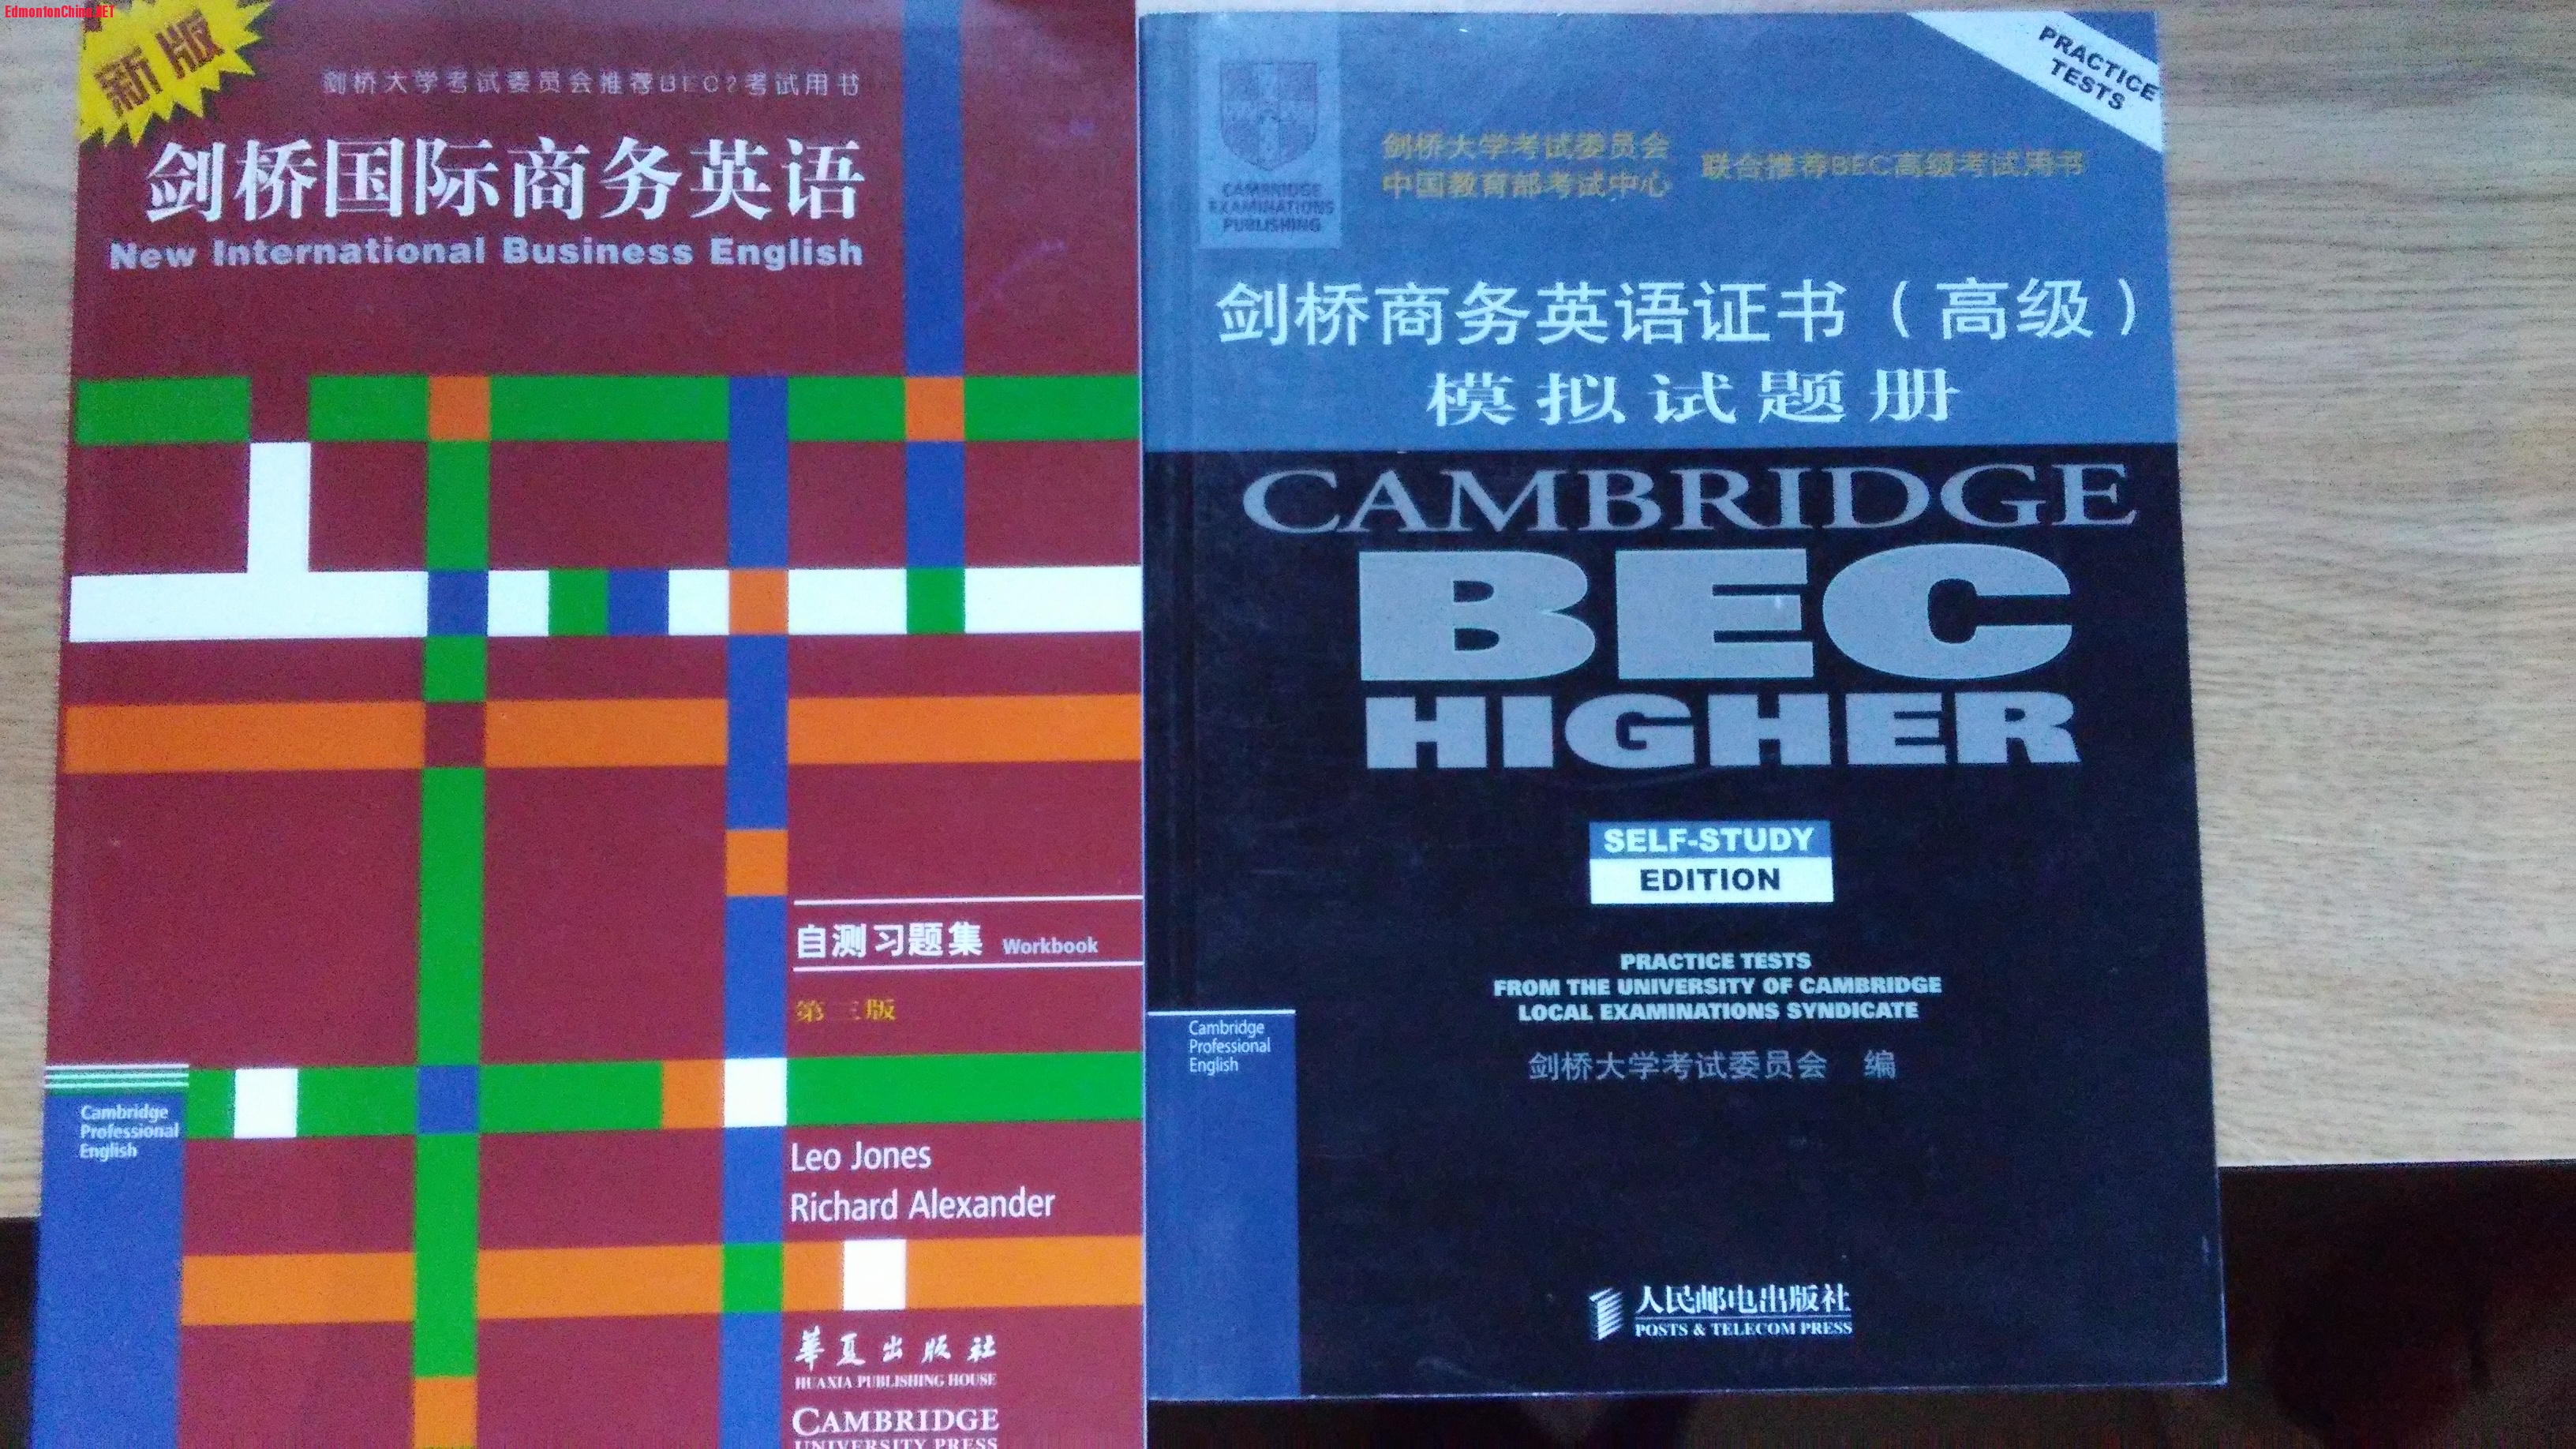 EdmontonChina.NET
新版
剑桥大学考试委员会推荐BEC2考试用书
剑桥国际商务英语
New International Business English
自测习题集 Workbook
第三版
Cambridge
Professional
English
Leo Jones
Richard Alexander
華夏出版社
HUAXIA PUBLISHING HOUSE
CAMBRIDGE
UNIVERSITY PRESS
PRACTICE
TESTS
CAMBRIDGE
EXAMINATIONS
PUBLISHING
剑桥大学考试委员会
中国教育部考试中心
联合推荐BEC高级考试用书
剑桥商务英语证书（高级）
模拟试题册
CAMBRIDGE
BEC
HIGHER
SELF-STUDY
EDITION
PRACTICE TESTS
FROM THE UNIVERSITY OF CAMBRIDGE
LOCAL EXAMINATIONS SYNDICATE
剑桥大学考试委员会 编
Cambridge
Professional
English
人民邮电出版社
POSTS & TELECOM PRESS